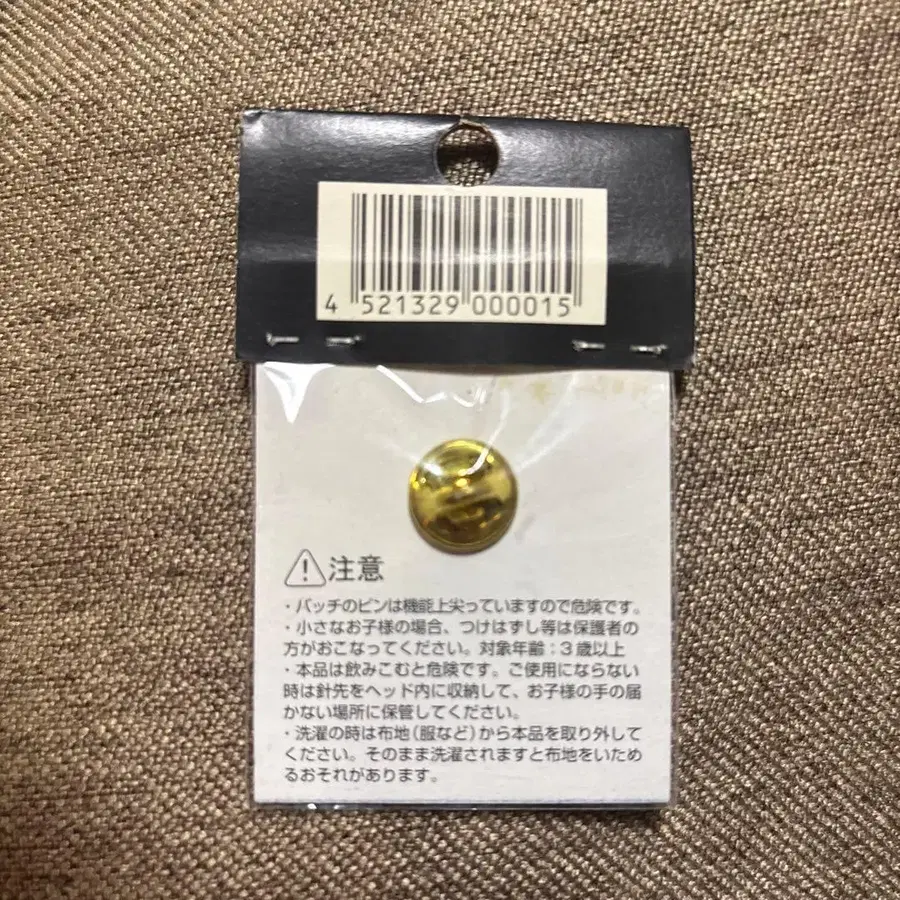 4 521329 000015
注意
・バッチのピンは機能上尖っていますので危険です。
・小さなお子様の場合、つけはずし等は保護者の
方がおこなってください。対象年齢:3歳以上
・本品は飲みこむと危険です。ご使用にならない
時は針先をヘッド内に収納して、お子様の手の届
かない場所に保管してください。
・洗濯の時は布地(服など)から本品を取り外して
ください。そのまま洗濯されますと布地をいため
るおそれがあります。